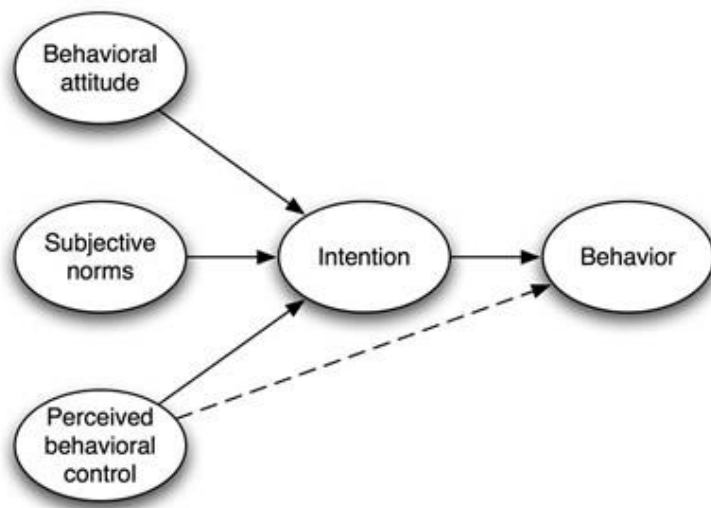 Behavioral
attitude
Subjective
norms
Intention
Behavior
Perceived
behavioral
control